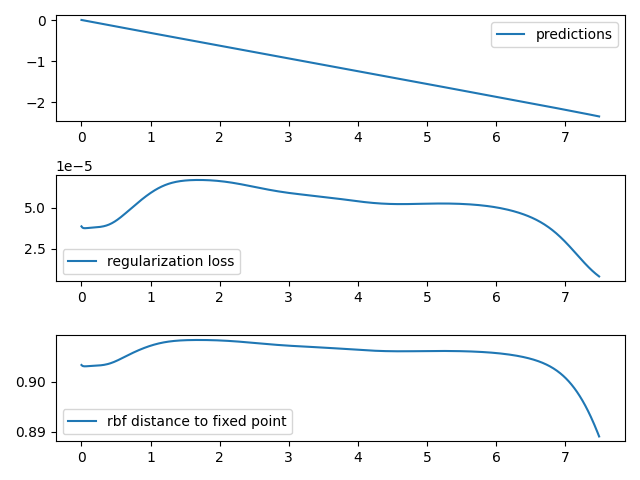 0
−1
−2
predictions
0 1 2 3 4 5 6 7
1e−5
5.0
2.5
regularization loss
0 1 2 3 4 5 6 7
0.90
0.89
rbf distance to fixed point
0 1 2 3 4 5 6 7